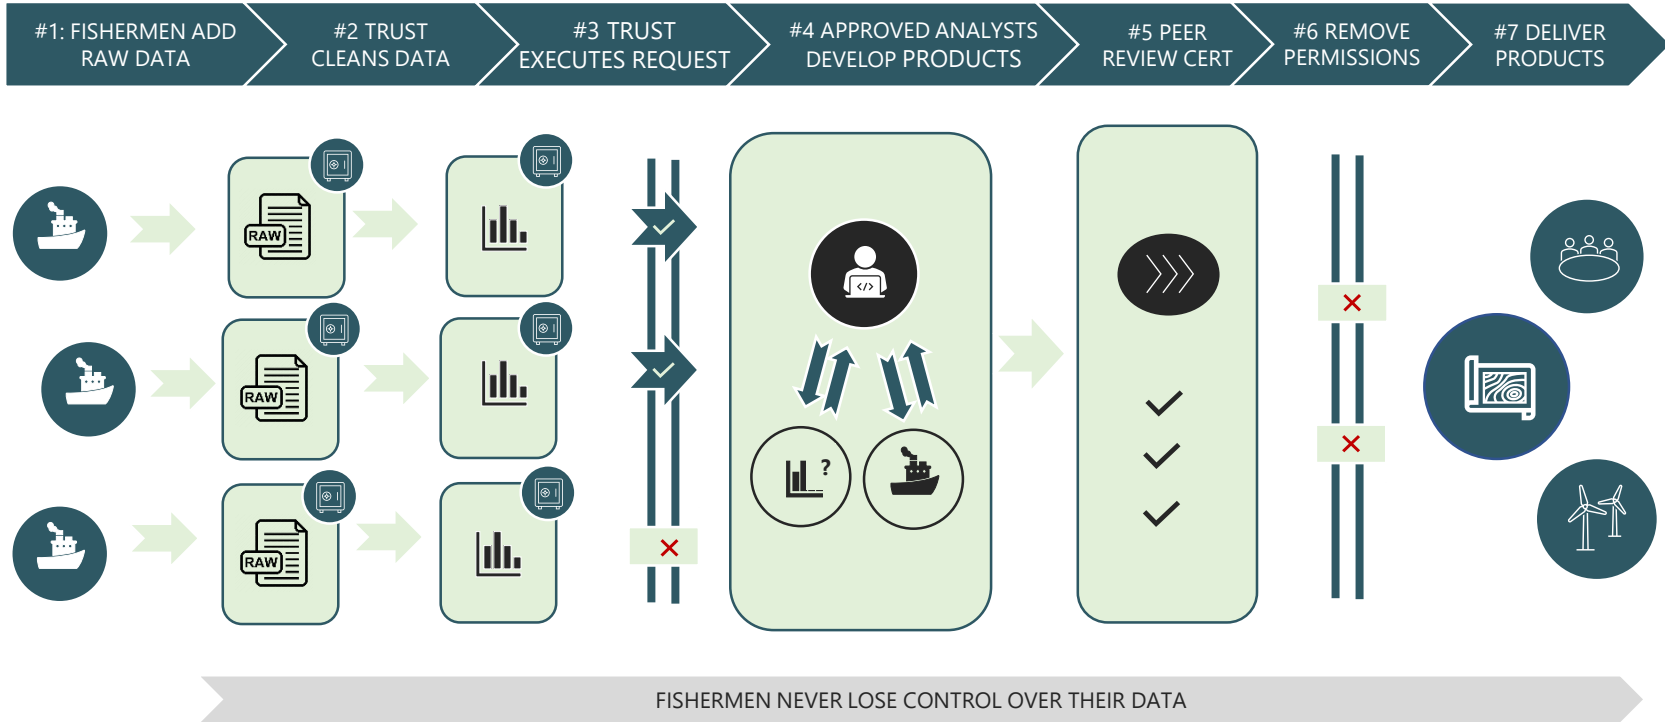 #1: FISHERMEN ADD
RAW DATA
#2 TRUST
CLEANS DATA
#3 TRUST
EXECUTES REQUEST
#4 APPROVED ANALYSTS
DEVELOP PRODUCTS
#5 PEER
REVIEW CERT
#6 REMOVE
PERMISSIONS
#7 DELIVER
PRODUCTS
RAW
RAW
RAW
</>
?
FISHERMEN NEVER LOSE CONTROL OVER THEIR DATA